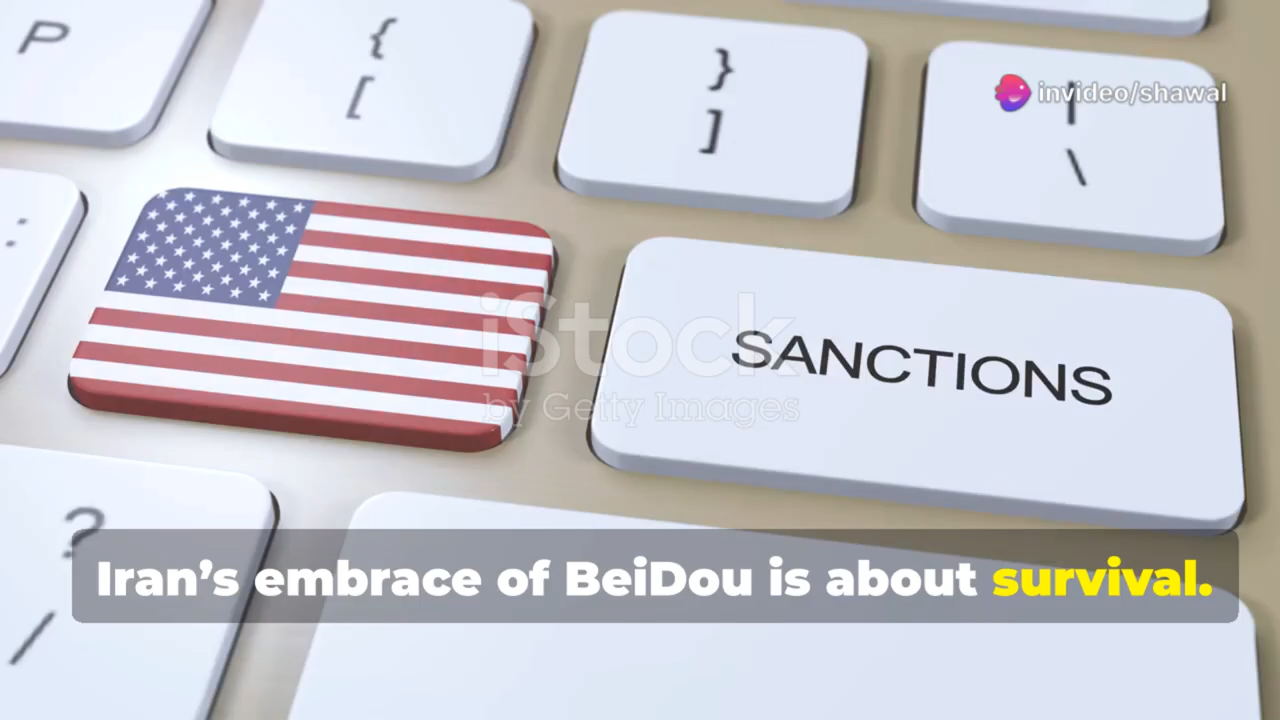 P
{
[
}
]
|
\
invideo/shawal
:
iStock
by Getty Images
SANCTIONS
?
/
Iran’s embrace of BeiDou is about survival.